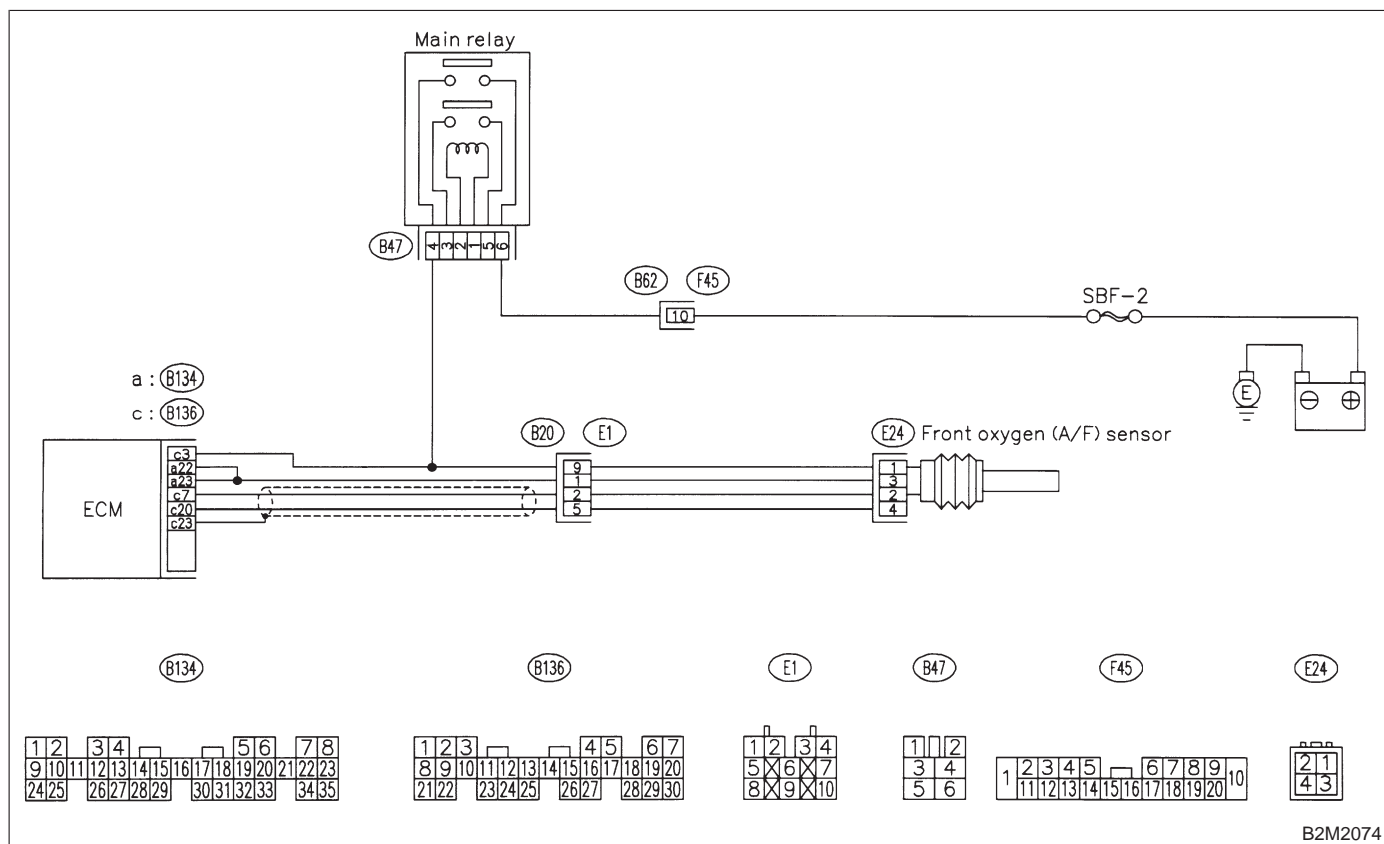 Main relay
B47
4 3 2 1 5 6
B62 F45
10
SBF-2
E
⊖ ⊕
a : B134
c : B136
B20 E1
E24 Front oxygen (A/F) sensor
ECM
c3
a22
a23
c7
c20
c23
9
1
2
5
1
3
2
4
B134 B136 E1 B47 F45 E24
1 2 3 4 5 6 7 8
9 10 11 12 13 14 15 16 17 18 19 20 21 22 23
24 25 26 27 28 29 30 31 32 33 34 35
1 2 3 4 5 6 7
8 9 10 11 12 13 14 15 16 17 18 19 20
21 22 23 24 25 26 27 28 29 30
1 2 3 4
5 6 7
8 9 10
1 2
3 4
5 6
1 2 3 4 5 6 7 8 9 10
11 12 13 14 15 16 17 18 19 20
2 1
4 3
B2M2074